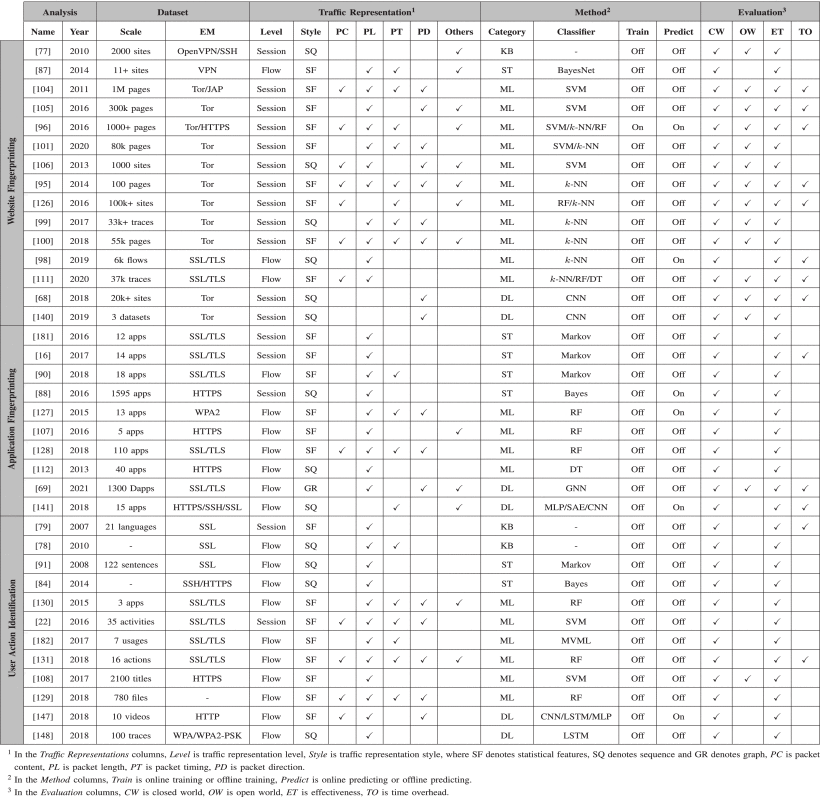 Analysis Dataset Traffic Representation¹ Method² Evaluation³
Name Year Scale EM Level Style PC PL PT PD Others Category Classifier Train Predict CW OW ET TO
Website Fingerprinting
[77] 2010 2000 sites OpenVPN/SSH Session SQ ✓ KB - Off Off ✓ ✓ ✓
[87] 2014 11+ sites VPN Flow SF ✓ ✓ ✓ ST BayesNet Off Off ✓ ✓
[104] 2011 1M pages Tor/JAP Session SF ✓ ✓ ✓ ✓ ML SVM Off Off ✓ ✓ ✓ ✓
[105] 2016 300k pages Tor Session SF ✓ ✓ ✓ ML SVM Off Off ✓ ✓ ✓ ✓
[96] 2016 1000+ pages Tor/HTTPS Session SF ✓ ✓ ✓ ✓ ML SVM/k-NN/RF On On ✓ ✓ ✓ ✓
[101] 2020 80k pages Tor Session SF ✓ ✓ ✓ ML SVM/k-NN Off Off ✓ ✓ ✓
[106] 2013 1000 sites Tor Session SQ ✓ ✓ ✓ ✓ ML SVM Off Off ✓ ✓ ✓
[95] 2014 100 pages Tor Session SF ✓ ✓ ✓ ✓ ✓ ML k-NN Off Off ✓ ✓ ✓ ✓
[126] 2016 100k+ sites Tor Session SF ✓ ✓ ✓ ML RF/k-NN Off Off ✓ ✓ ✓ ✓
[99] 2017 33k+ traces Tor Session SQ ✓ ✓ ✓ ML k-NN Off Off ✓ ✓ ✓
[100] 2018 55k pages Tor Session SF ✓ ✓ ✓ ✓ ✓ ML k-NN Off Off ✓ ✓ ✓
[98] 2019 6k flows SSL/TLS Flow SQ ✓ ML k-NN Off On ✓ ✓ ✓
[111] 2020 37k traces SSL/TLS Flow SF ✓ ✓ ML k-NN/RF/DT Off Off ✓ ✓ ✓ ✓
[68] 2018 20k+ sites Tor Session SQ ✓ DL CNN Off Off ✓ ✓ ✓ ✓
[140] 2019 3 datasets Tor Session SQ ✓ DL CNN Off Off ✓ ✓ ✓
Application Fingerprinting
[181] 2016 12 apps SSL/TLS Session SF ✓ ST Markov Off Off ✓ ✓
[16] 2017 14 apps SSL/TLS Session SF ✓ ST Markov Off Off ✓ ✓ ✓
[90] 2018 18 apps SSL/TLS Flow SF ✓ ✓ ST Markov Off Off ✓ ✓
[88] 2016 1595 apps HTTPS Session SQ ✓ ST Bayes Off On ✓ ✓
[127] 2015 13 apps WPA2 Flow SF ✓ ✓ ✓ ML RF Off On ✓ ✓
[107] 2016 5 apps HTTPS Flow SF ✓ ✓ ML RF Off Off ✓ ✓
[128] 2018 110 apps SSL/TLS Flow SF ✓ ✓ ✓ ✓ ML RF Off Off ✓ ✓
[112] 2013 40 apps HTTPS Flow SQ ✓ ML DT Off Off ✓ ✓
[69] 2021 1300 Dapps SSL/TLS Flow GR ✓ ✓ ✓ DL GNN Off Off ✓ ✓ ✓ ✓
[141] 2018 15 apps HTTPS/SSH/SSL Flow SQ ✓ ✓ DL MLP/SAE/CNN Off On ✓ ✓ ✓
User Action Identification
[79] 2007 21 languages SSL Session SF ✓ KB - Off Off ✓ ✓ ✓
[78] 2010 - SSL Flow SQ ✓ ✓ KB - Off Off ✓ ✓
[91] 2008 122 sentences SSL Flow SQ ✓ ST Markov Off Off ✓ ✓
[84] 2014 - SSH/HTTPS Flow SQ ✓ ST Bayes Off Off ✓ ✓
[130] 2015 3 apps SSL/TLS Flow SF ✓ ✓ ✓ ✓ ML RF Off Off ✓ ✓
[22] 2016 35 activities SSL/TLS Session SF ✓ ✓ ✓ ✓ ML SVM Off Off ✓ ✓
[182] 2017 7 usages SSL/TLS Flow SF ✓ ✓ ML MVML Off Off ✓ ✓
[131] 2018 16 actions SSL/TLS Flow SF ✓ ✓ ✓ ✓ ✓ ML RF Off Off ✓ ✓ ✓
[108] 2017 2100 titles HTTPS Flow SF ✓ ML SVM Off Off ✓ ✓ ✓
[129] 2018 780 files - Flow SF ✓ ✓ ✓ ✓ ML RF Off Off ✓ ✓
[147] 2018 10 videos HTTP Flow SF ✓ ✓ ✓ DL CNN/LSTM/MLP Off On ✓ ✓
[148] 2018 100 traces WPA/WPA2-PSK Flow SQ ✓ DL LSTM Off Off ✓ ✓
¹ In the Traffic Representations columns, Level is traffic representation level, Style is traffic representation style, where SF denotes statistical features, SQ denotes sequence and GR denotes graph, PC is packet
content, PL is packet length, PT is packet timing, PD is packet direction.
² In the Method columns, Train is online training or offline training, Predict is online predicting or offline predicting.
³ In the Evaluation columns, CW is closed world, OW is open world, ET is effectiveness, TO is time overhead.